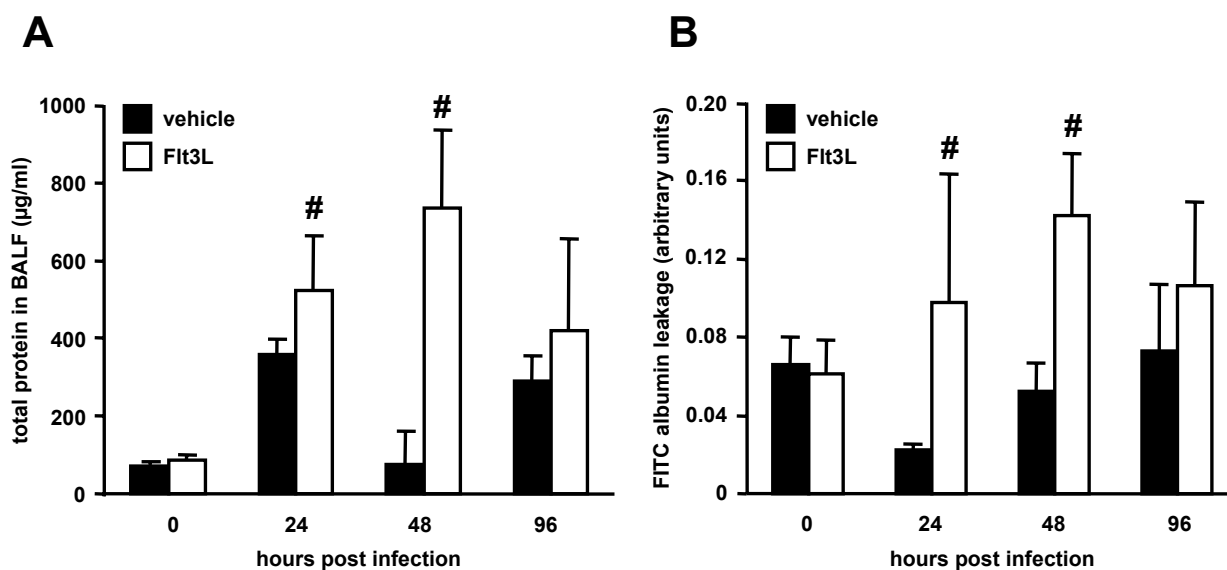 A
total protein in BALF (µg/ml)
1000
800
600
400
200
0
vehicle
Flt3L
#
#
0 24 48 96
hours post infection
B
FITC albumin leakage (arbitrary units)
0.20
0.16
0.12
0.08
0.04
0
vehicle
Flt3L
#
#
0 24 48 96
hours post infection